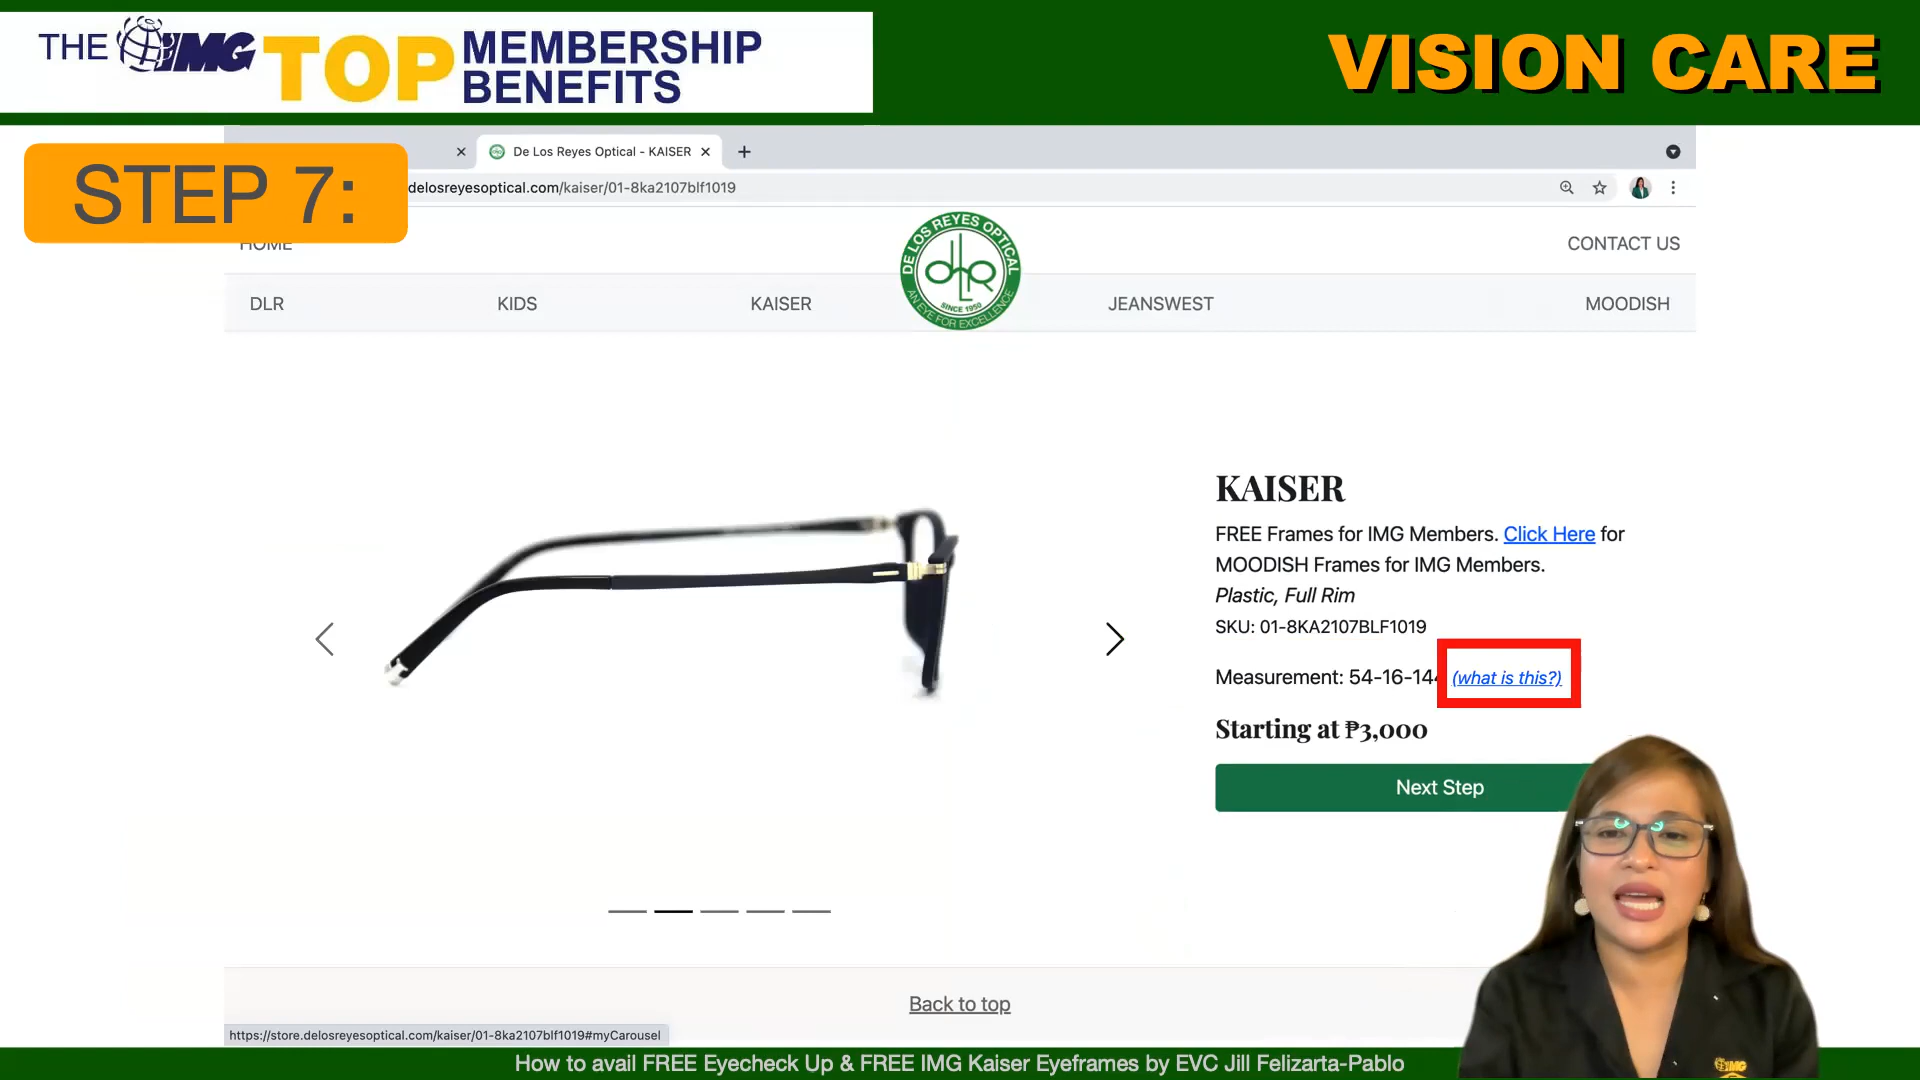 THE IMG TOP MEMBERSHIP BENEFITS
VISION CARE
STEP 7:
De Los Reyes Optical - KAISER
delosreyesoptical.com/kaiser/01-8ka2107blf1019
HOME
CONTACT US
DE LOS REYES OPTICAL
dlR
SINCE 1950
AN EYE FOR EXCELLENCE
DLR
KIDS
KAISER
JEANSWEST
MOODISH
KAISER
FREE Frames for IMG Members. Click Here for
MOODISH Frames for IMG Members.
Plastic, Full Rim
SKU: 01-8KA2107BLF1019
Measurement: 54-16-144 (what is this?)
Starting at ₱3,000
Next Step
Back to top
https://store.delosreyesoptical.com/kaiser/01-8ka2107blf1019#myCarousel
IMG
How to avail FREE Eyecheck Up & FREE IMG Kaiser Eyeframes by EVC Jill Felizarta-Pablo